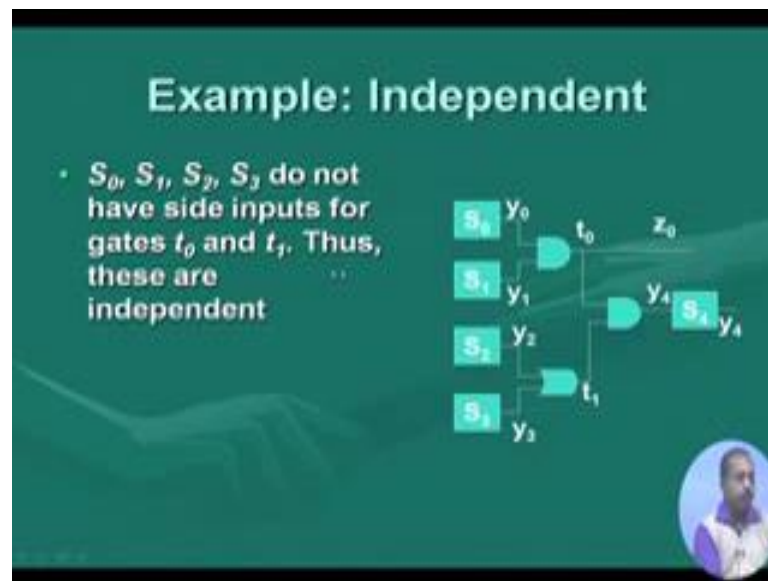 Example: Independent
• S₀, S₁, S₂, S₃ do not
have side inputs for
gates t₀ and t₁. Thus,
these are
independent
S₀ y₀
t₀ z₀
S₁ y₁
y₄ S₄ y₄
S₂ y₂
t₁
S₃ y₃